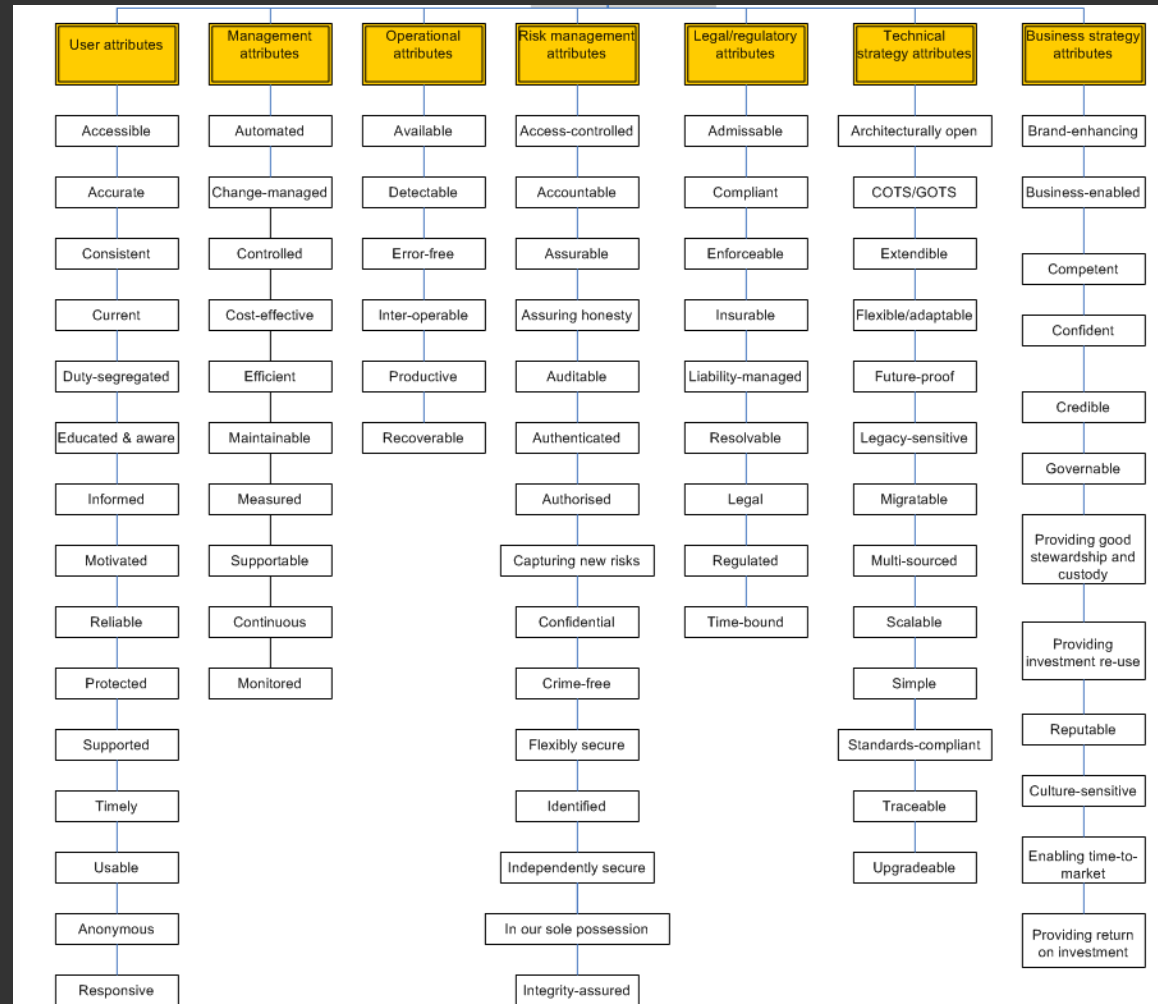 User attributes
Accessible
Accurate
Consistent
Current
Duty-segregated
Educated & aware
Informed
Motivated
Reliable
Protected
Supported
Timely
Usable
Anonymous
Responsive
Management
attributes
Automated
Change-managed
Controlled
Cost-effective
Efficient
Maintainable
Measured
Supportable
Continuous
Monitored
Operational
attributes
Available
Detectable
Error-free
Inter-operable
Productive
Recoverable
Risk management
attributes
Access-controlled
Accountable
Assurable
Assuring honesty
Auditable
Authenticated
Authorised
Capturing new risks
Confidential
Crime-free
Flexibly secure
Identified
Independently secure
In our sole possession
Integrity-assured
Legal/regulatory
attributes
Admissable
Compliant
Enforceable
Insurable
Liability-managed
Resolvable
Legal
Regulated
Time-bound
Technical
strategy attributes
Architecturally open
COTS/GOTS
Extendible
Flexible/adaptable
Future-proof
Legacy-sensitive
Migratable
Multi-sourced
Scalable
Simple
Standards-compliant
Traceable
Upgradeable
Business strategy
attributes
Brand-enhancing
Business-enabled
Competent
Confident
Credible
Governable
Providing good
stewardship and
custody
Providing
investment re-use
Reputable
Culture-sensitive
Enabling time-to-
market
Providing return
on investment